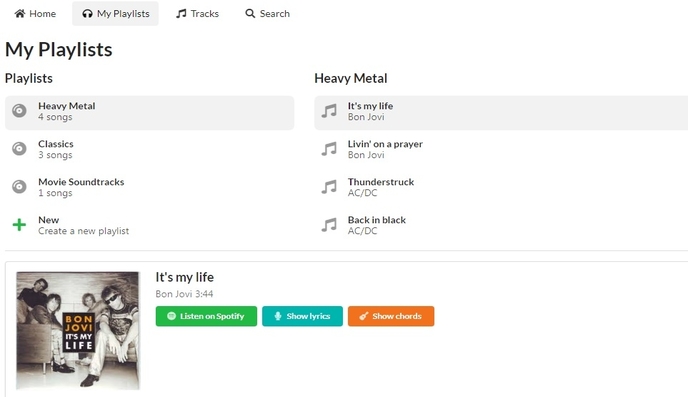 Home My Playlists Tracks Search
My Playlists
Playlists
Heavy Metal
4 songs
Classics
3 songs
Movie Soundtracks
1 songs
New
Create a new playlist
Heavy Metal
It's my life
Bon Jovi
Livin' on a prayer
Bon Jovi
Thunderstruck
AC/DC
Back in black
AC/DC
BON
JOVI
IT'S MY
LIFE
It's my life
Bon Jovi 3:44
Listen on Spotify Show lyrics Show chords